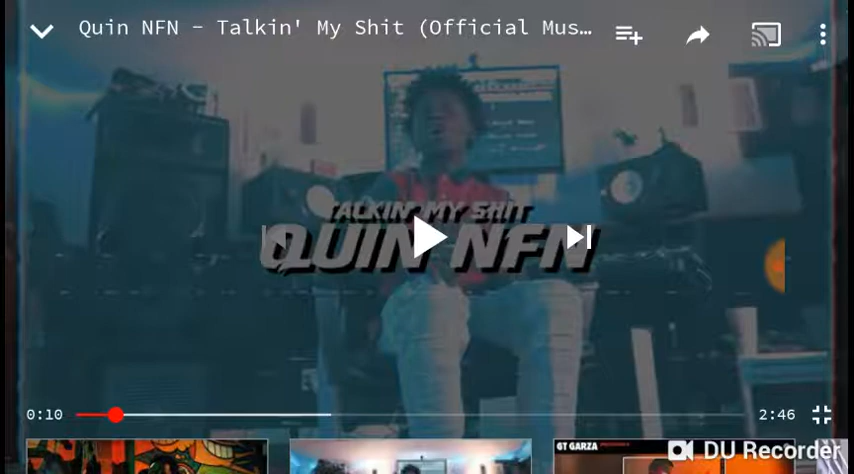 Quin NFN - Talkin' My Shit (Official Mus…
TALKIN' MY SHIT
QUIN NFN
0:10
2:46
GT GARZA
DU Recorder